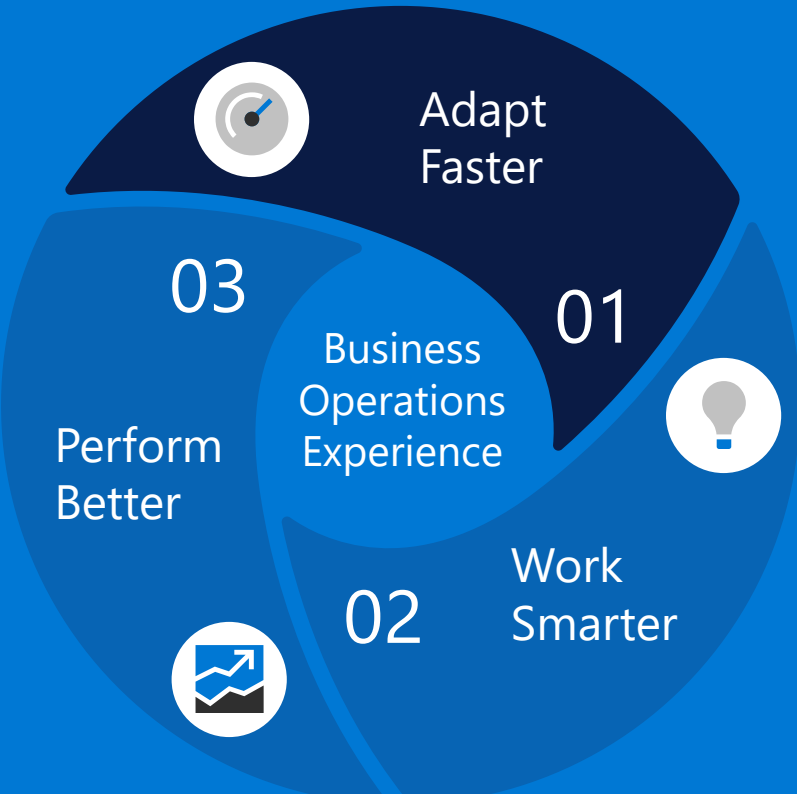 Adapt
Faster
01
03
Business
Operations
Experience
Perform
Better
Work
Smarter
02